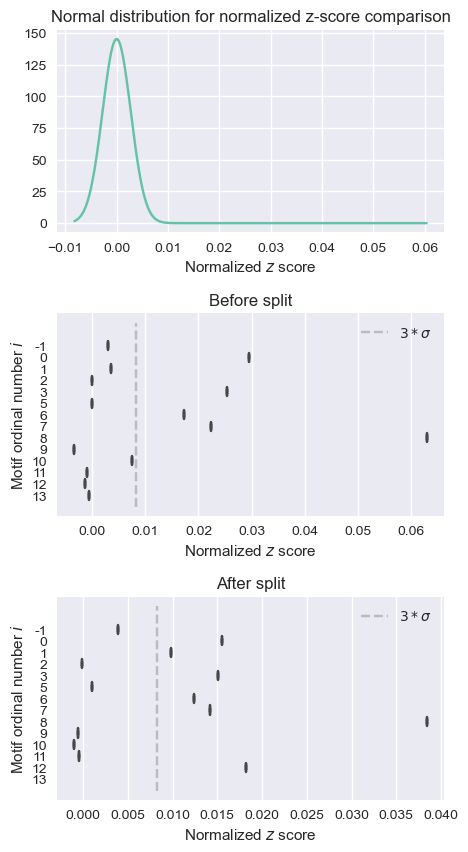 Normal distribution for normalized z-score comparison
150
125
100
75
50
25
0
−0.01 0.00 0.01 0.02 0.03 0.04 0.05 0.06
Normalized z score
Before split
3 * σ
Motif ordinal number i
-1
0
1
2
3
5
6
7
8
9
10
11
12
13
0.00 0.01 0.02 0.03 0.04 0.05 0.06
Normalized z score
After split
3 * σ
Motif ordinal number i
-1
0
1
2
3
5
6
7
8
9
10
11
12
13
0.000 0.005 0.010 0.015 0.020 0.025 0.030 0.035 0.040
Normalized z score